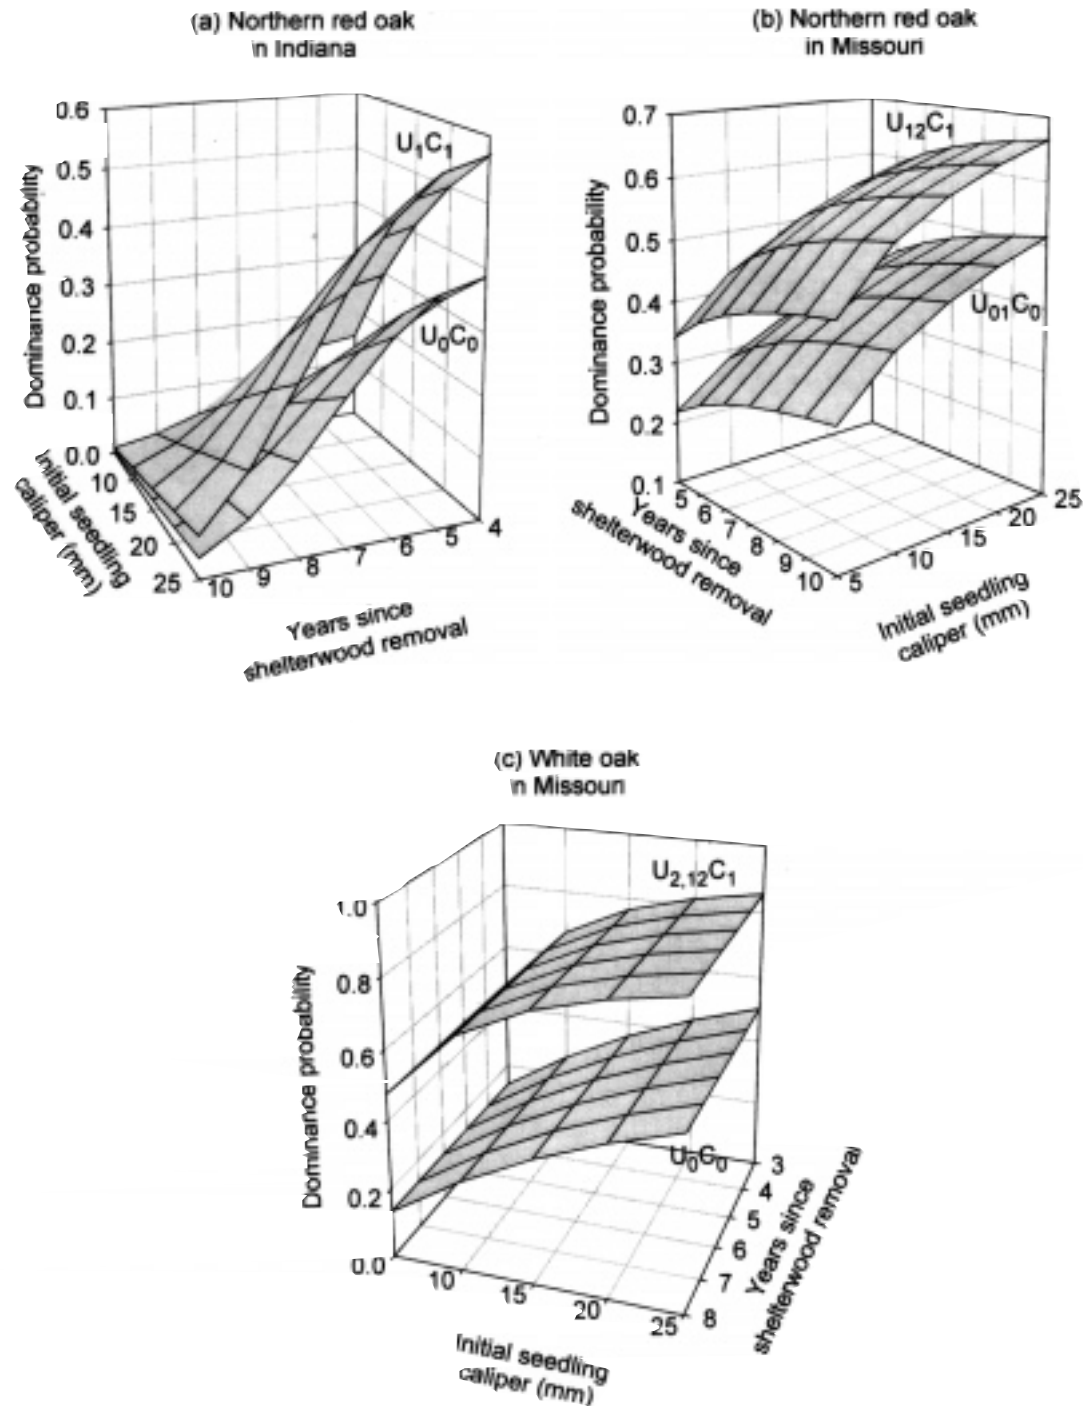 (a) Northern red oak
in Indiana
0.6
0.5
0.4
0.3
0.2
0.1
0.0
Dominance probability
U1C1
U0C0
10
15
20
25
Initial seedling
caliper (mm)
10
9
8
7
6
5
4
Years since
shelterwood removal
(b) Northern red oak
in Missouri
0.7
0.6
0.5
0.4
0.3
0.2
0.1
Dominance probability
U12C1
U01C0
5
6
7
8
9
10
Years since
shelterwood removal
5
10
15
20
25
Initial seedling
caliper (mm)
(c) White oak
in Missouri
1.0
0.8
0.6
0.4
0.2
0.0
Dominance probability
U2,12C1
U0C0
10
15
20
25
Initial seedling
caliper (mm)
3
4
5
6
7
8
Years since
shelterwood removal